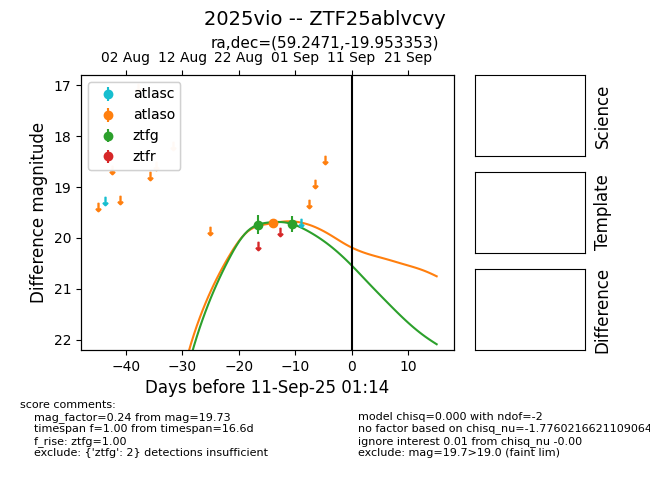 2025vio -- ZTF25ablvcvy
ra,dec=(59.2471,-19.953353)
02 Aug 12 Aug 22 Aug 01 Sep 11 Sep 21 Sep
atlasc
atlaso
ztfg
ztfr
Difference magnitude
17
18
19
20
21
22
−40 −30 −20 −10 0 10
Days before 11-Sep-25 01:14
Science
Template
Difference
score comments:
mag_factor=0.24 from mag=19.73
timespan f=1.00 from timespan=16.6d
f_rise: ztfg=1.00
exclude: {'ztfg': 2} detections insufficient
model chisq=0.000 with ndof=-2
no factor based on chisq_nu=-1.7760216621109064
ignore interest 0.01 from chisq_nu -0.00
exclude: mag=19.7>19.0 (faint lim)